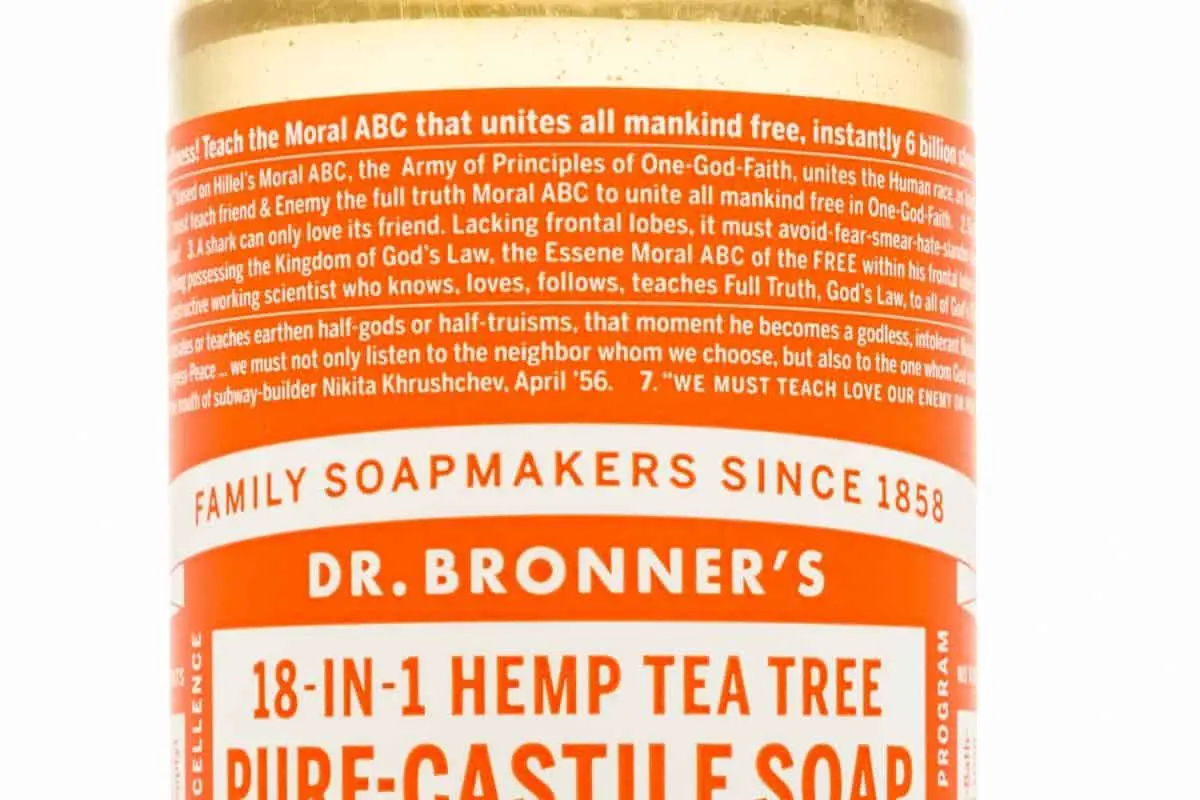 Teach the Moral ABC that unites all mankind free, instantly 6 billion
on Hillel's Moral ABC, the Army of Principles of One-God-Faith, unites the Human race,
teach friend & Enemy the full truth Moral ABC to unite all mankind free in One-God-Faith.
3. A shark can only love its friend. Lacking frontal lobes, it must avoid-fear-smear-hate-
possessing the Kingdom of God's Law, the Essene Moral ABC of the FREE within his frontal
working scientist who knows, loves, follows, teaches Full Truth, God's Law, to all of God's
or teaches earthen half-gods or half-truisms, that moment he becomes a godless, intolerant
Peace ... we must not only listen to the neighbor whom we choose, but also to the one whom God
mouth of subway-builder Nikita Khrushchev, April '56. 7. "WE MUST TEACH LOVE OUR ENEMY OR
FAMILY SOAPMAKERS SINCE 1858
DR. BRONNER'S
18-IN-1 HEMP TEA TREE
PURE-CASTILE SOAP
PROGRAM